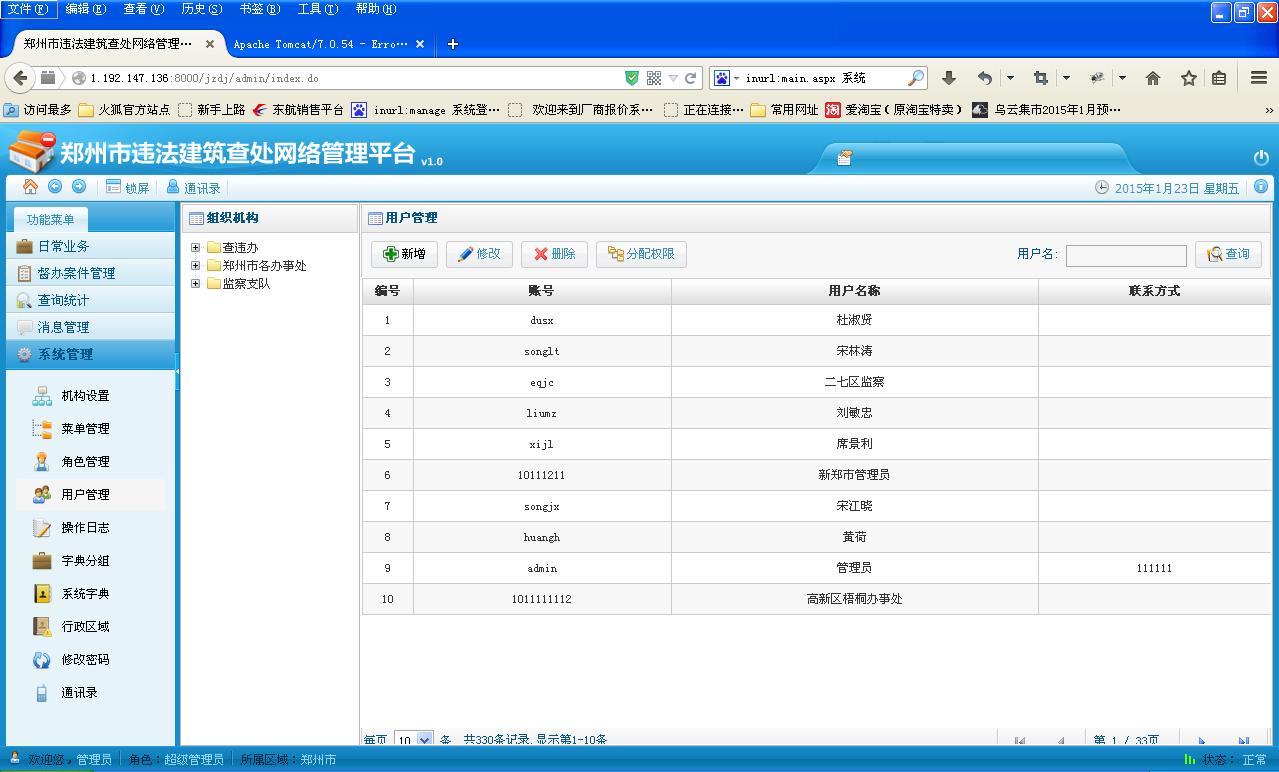 文件(F) 编辑(E) 查看(V) 历史(S) 书签(B) 工具(T) 帮助(H)
郑州市违法建筑查处网络管理… × Apache Tomcat/7.0.54 - Erro… × +
1.192.147.136:8000/jzdj/admin/index.do inurl:main.aspx 系统
访问最多 火狐官方站点 新手上路 东航销售平台 inurl:manage 系统登… 欢迎来到厂商报价系… 正在连接… 常用网址 淘 爱淘宝（原淘宝特卖） 乌云集市2015年1月预… »
郑州市违法建筑查处网络管理平台 v1.0
锁屏 通讯录 2015年1月23日 星期五
功能菜单
日常业务
督办案件管理
查询统计
消息管理
系统管理
机构设置
菜单管理
角色管理
用户管理
操作日志
字典分组
系统字典
行政区域
修改密码
通讯录
组织机构
查违办
郑州市各办事处
监察支队
用户管理
新增 修改 删除 分配权限 用户名: 查询
编号 账号 用户名称 联系方式
1 dusx 杜淑贤
2 songlt 宋林涛
3 eqjc 二七区监察
4 liumz 刘敏忠
5 xijl 席景利
6 10111211 新郑市管理员
7 songjx 宋江晓
8 huangh 黄荷
9 admin 管理员 111111
10 1011111112 高新区梧桐办事处
每页 10 条 共330条记录,显示第1-10条 第 1 / 33页
欢迎您，管理员 角色：超级管理员 所属区域：郑州市 状态： 正常